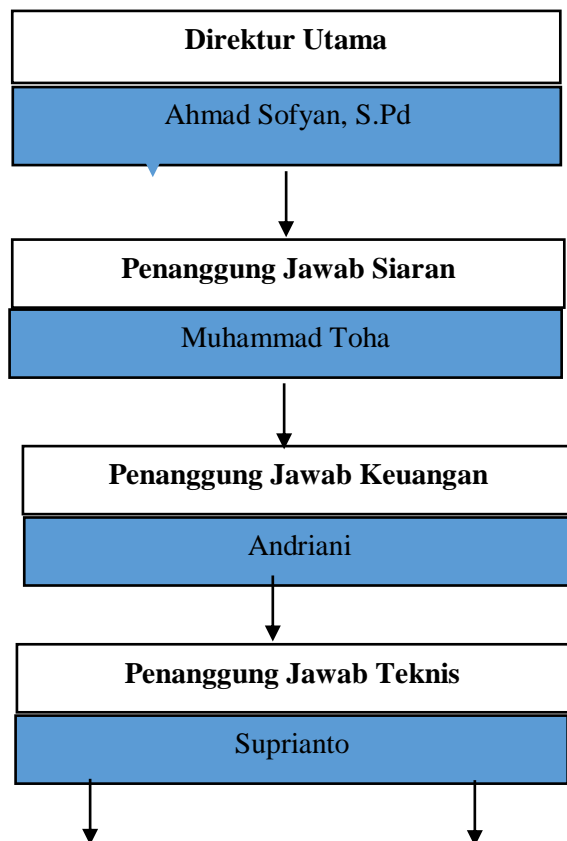 Direktur Utama
Ahmad Sofyan, S.Pd
Penanggung Jawab Siaran
Muhammad Toha
Penanggung Jawab Keuangan
Andriani
Penanggung Jawab Teknis
Suprianto